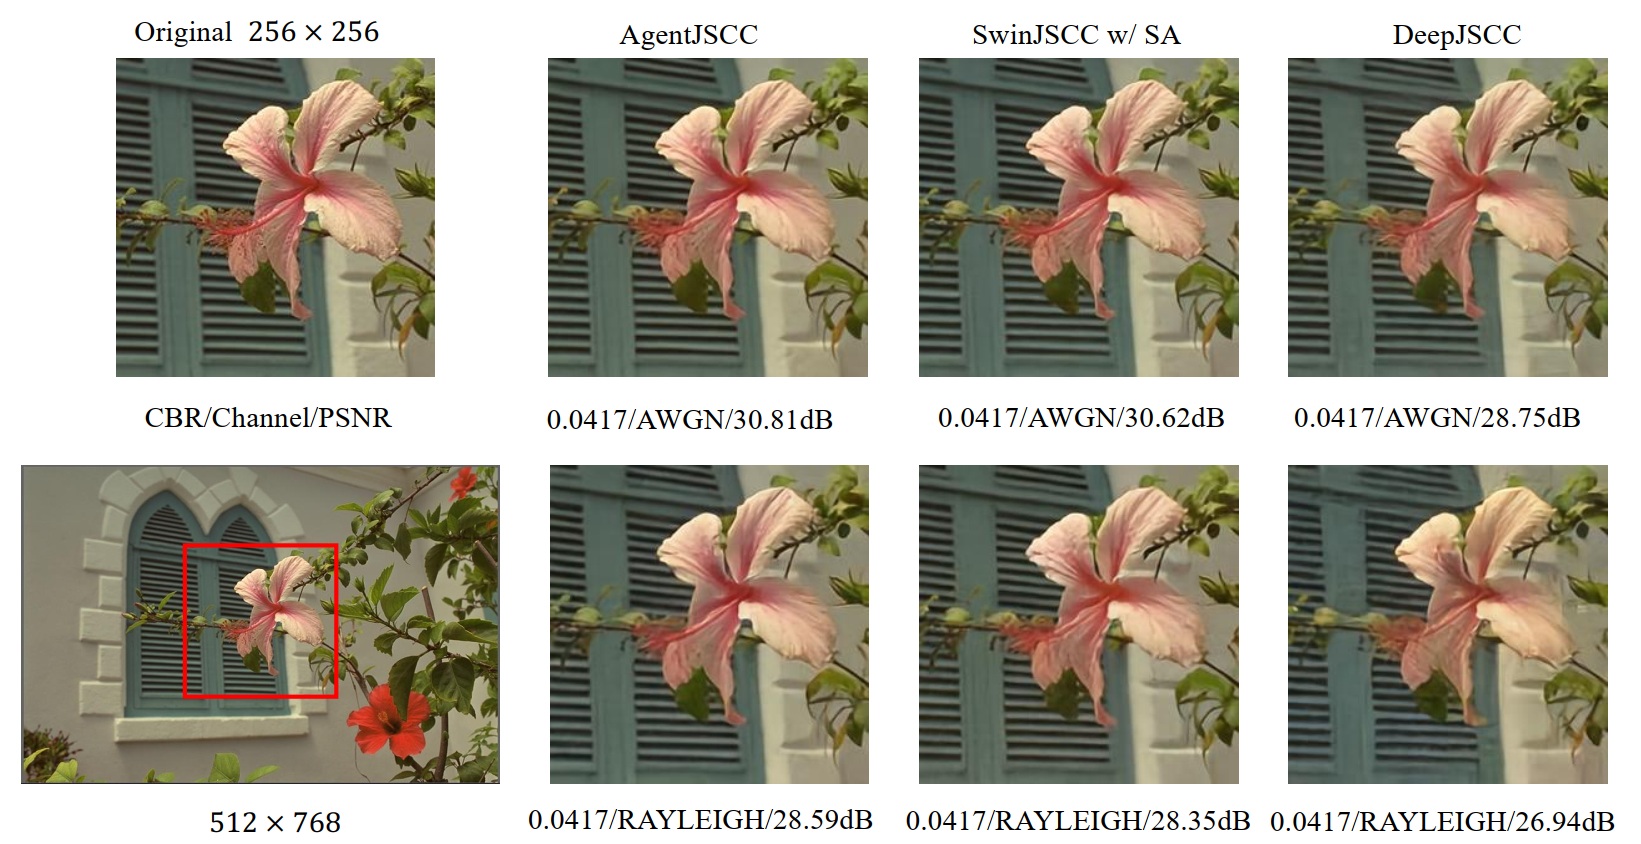 Original 256 × 256
AgentJSCC
SwinJSCC w/ SA
DeepJSCC
CBR/Channel/PSNR
0.0417/AWGN/30.81dB
0.0417/AWGN/30.62dB
0.0417/AWGN/28.75dB
512 × 768
0.0417/RAYLEIGH/28.59dB
0.0417/RAYLEIGH/28.35dB
0.0417/RAYLEIGH/26.94dB